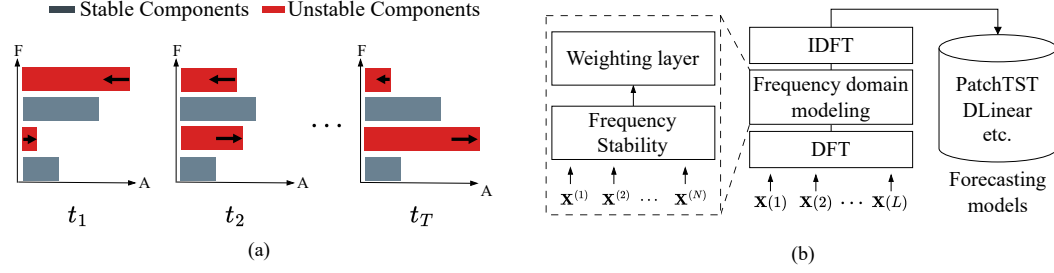 Stable Components Unstable Components
F
A
t₁
F
A
t₂
...
F
A
t_T
(a)
Weighting layer
Frequency
Stability
X^(1) X^(2) ... X^(N)
IDFT
Frequency domain
modeling
DFT
X(1) X(2) ... X(L)
PatchTST
DLinear
etc.
Forecasting
models
(b)